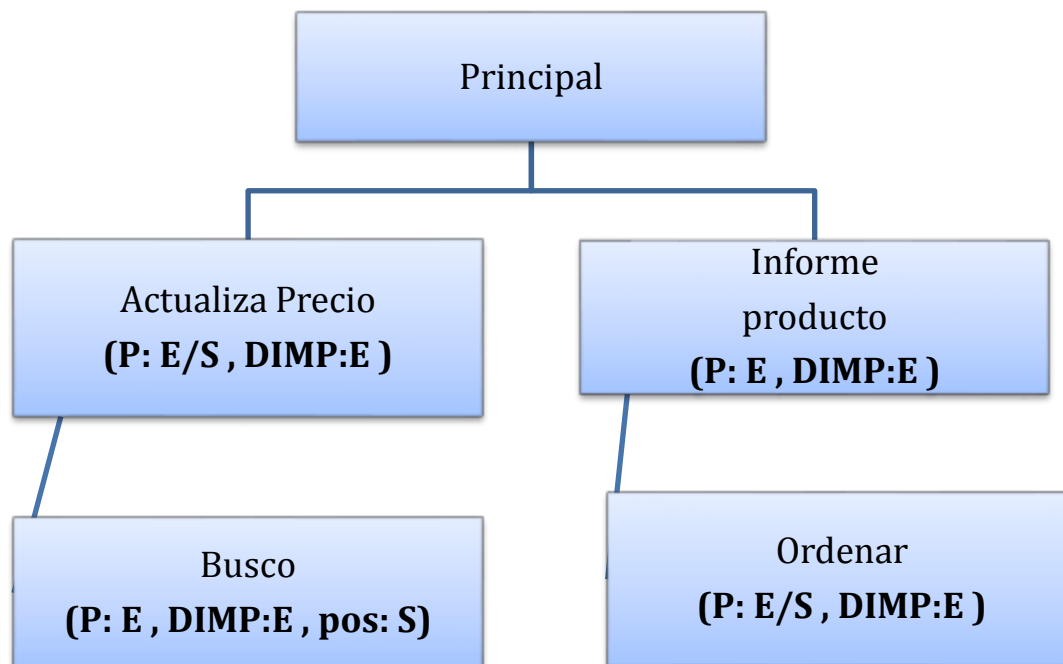 Principal
Actualiza Precio
(P: E/S , DIMP:E )
Informe
producto
(P: E , DIMP:E )
Busco
(P: E , DIMP:E , pos: S)
Ordenar
(P: E/S , DIMP:E )